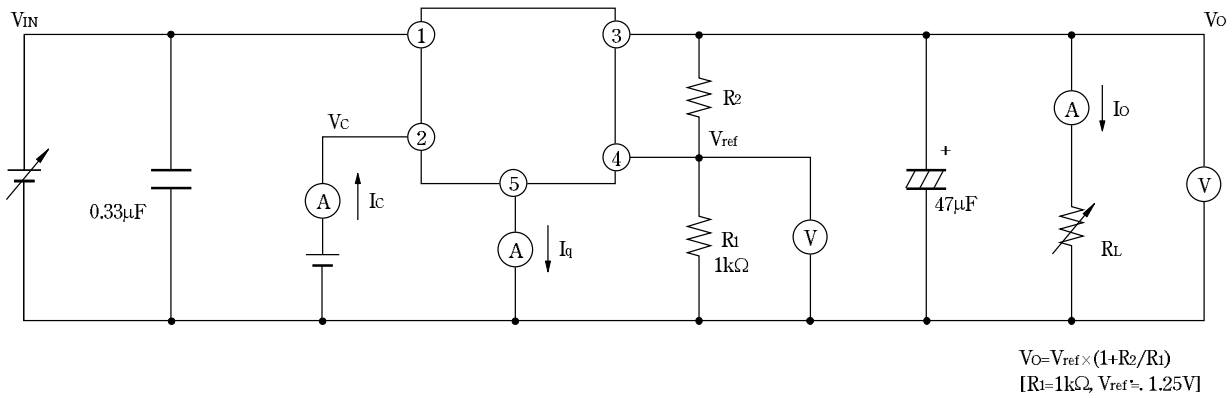 VIN
VO
1
3
A
IO
R2
VC
2
Vref
4
+
5
V
A
IC
0.33µF
47µF
A
Iq
R1
1kΩ
V
RL
VO=Vref×(1+R2/R1)
[R1=1kΩ, Vref≒1.25V]